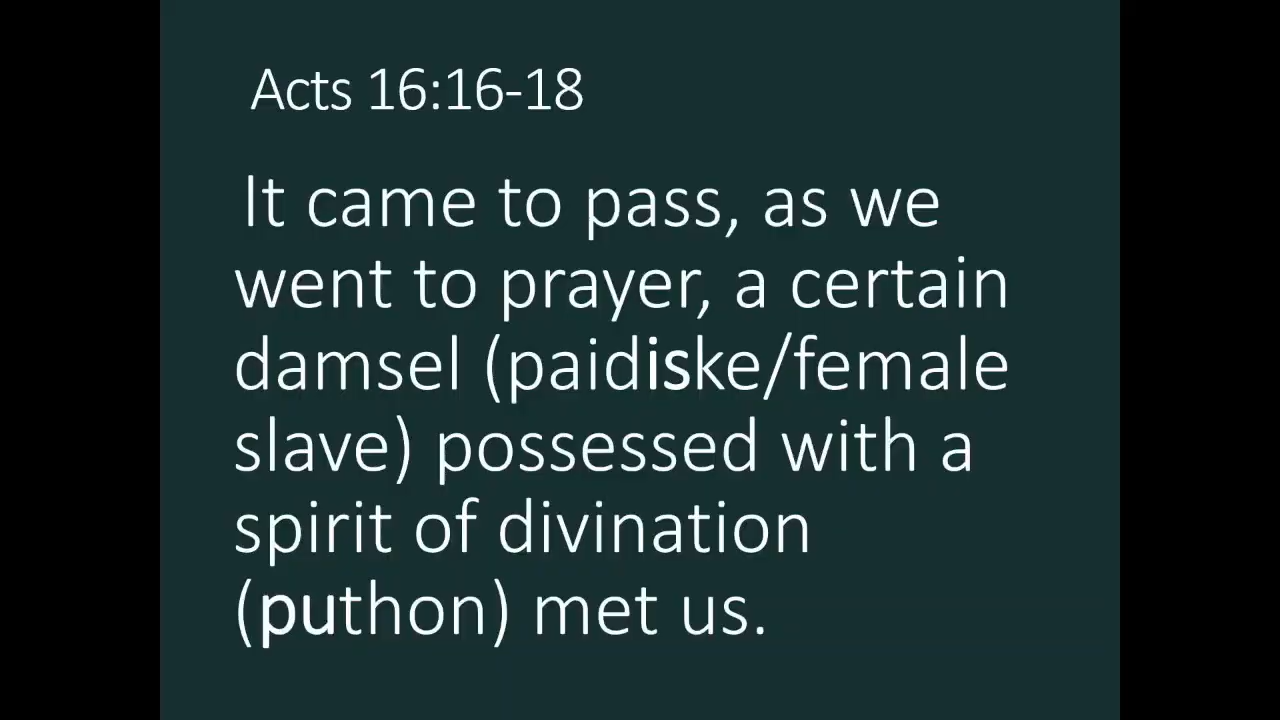 Acts 16:16-18
It came to pass, as we
went to prayer, a certain
damsel (paidiske/female
slave) possessed with a
spirit of divination
(puthon) met us.